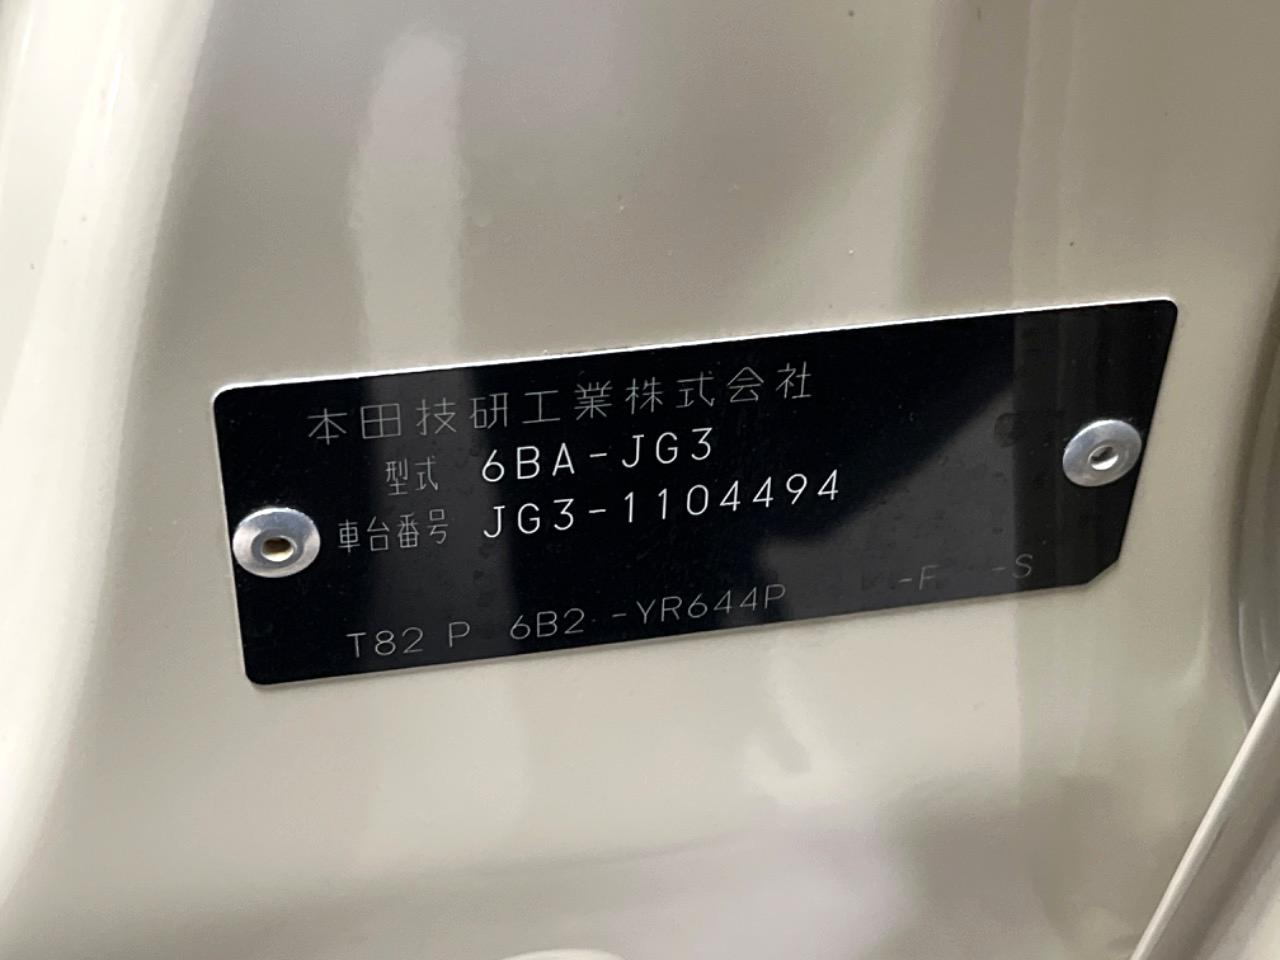 本田技研工業株式会社
型式 6BA-JG3
車台番号 JG3-1104494
T82 P 6B2 -YR644P -F -S